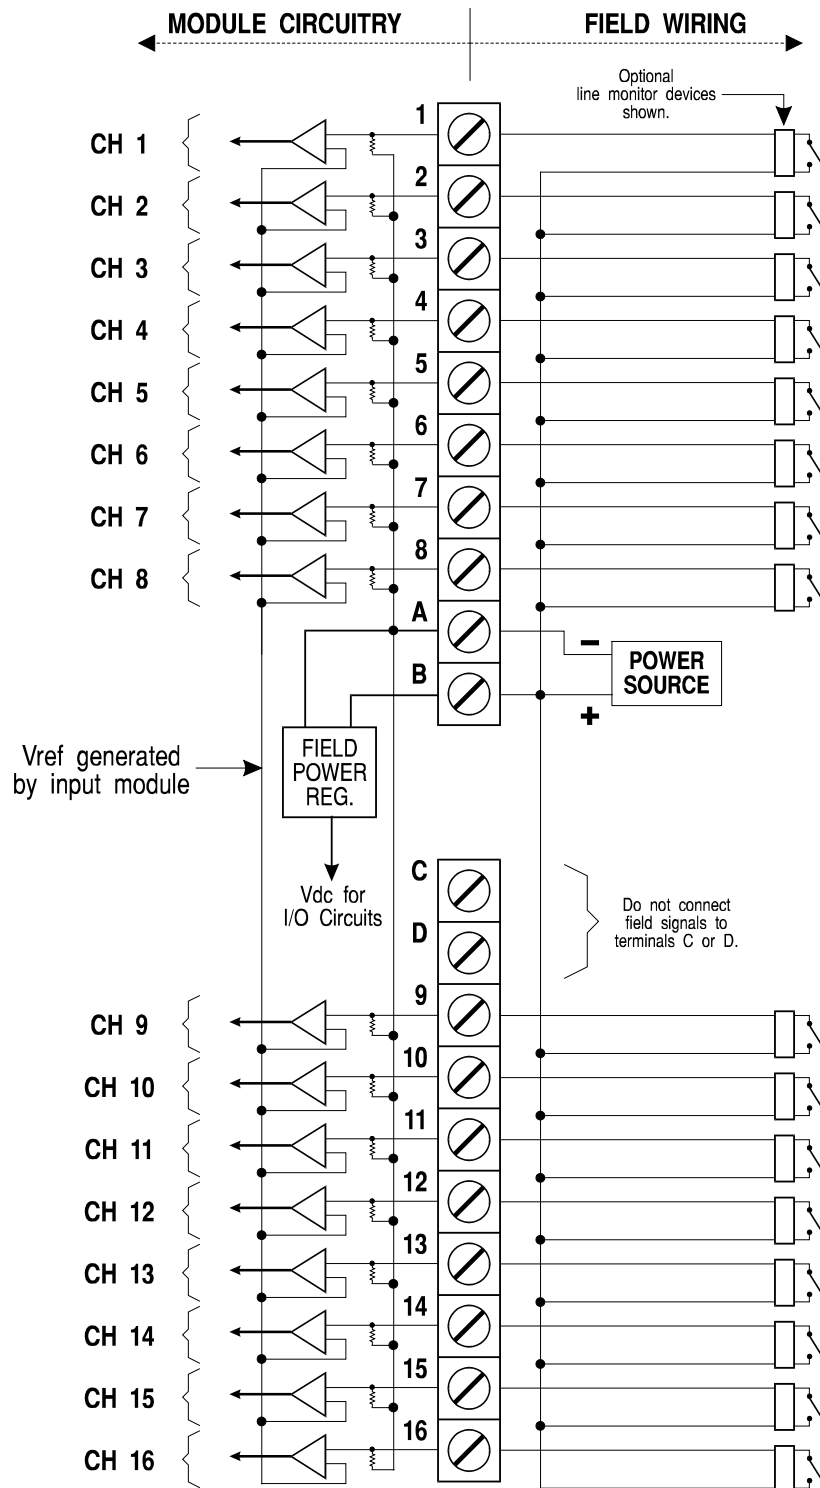 MODULE CIRCUITRY
FIELD WIRING
Optional
line monitor devices
shown.
1
CH 1
2
CH 2
3
CH 3
4
CH 4
5
CH 5
6
CH 6
7
CH 7
8
CH 8
A
−
POWER
SOURCE
B
+
Vref generated
by input module
FIELD
POWER
REG.
Vdc for
I/O Circuits
C
D
Do not connect
field signals to
terminals C or D.
9
CH 9
10
CH 10
11
CH 11
12
CH 12
13
CH 13
14
CH 14
15
CH 15
16
CH 16